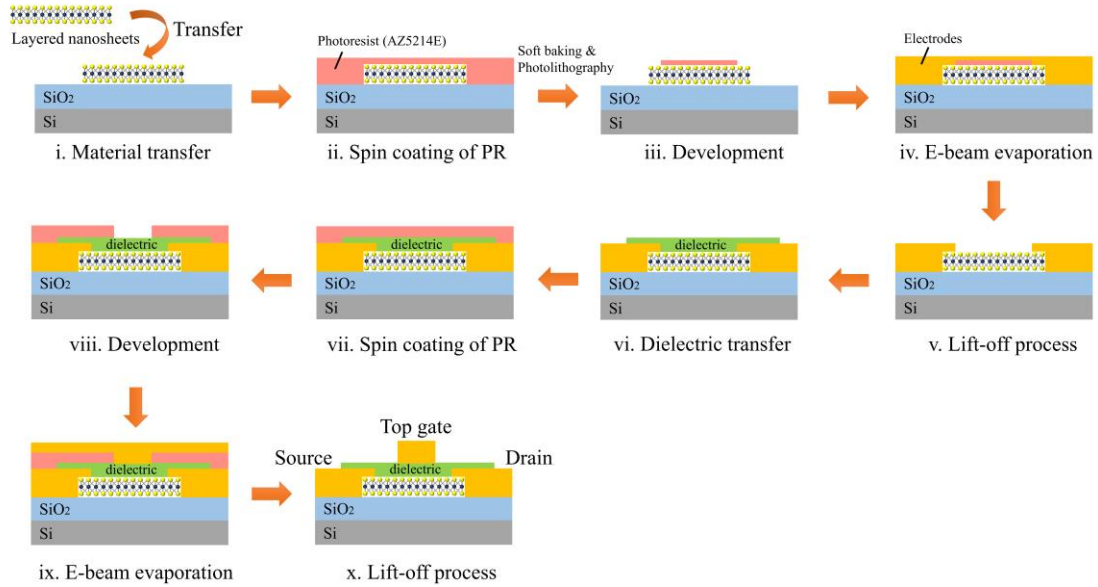 Layered nanosheets
Transfer
SiO₂
Si
i. Material transfer
Photoresist (AZ5214E)
SiO₂
Si
ii. Spin coating of PR
Soft baking &
Photolithography
SiO₂
Si
iii. Development
Electrodes
SiO₂
Si
iv. E-beam evaporation
dielectric
SiO₂
Si
viii. Development
dielectric
SiO₂
Si
vii. Spin coating of PR
dielectric
SiO₂
Si
vi. Dielectric transfer
SiO₂
Si
v. Lift-off process
dielectric
SiO₂
Si
ix. E-beam evaporation
Top gate
Source
Drain
dielectric
SiO₂
Si
x. Lift-off process